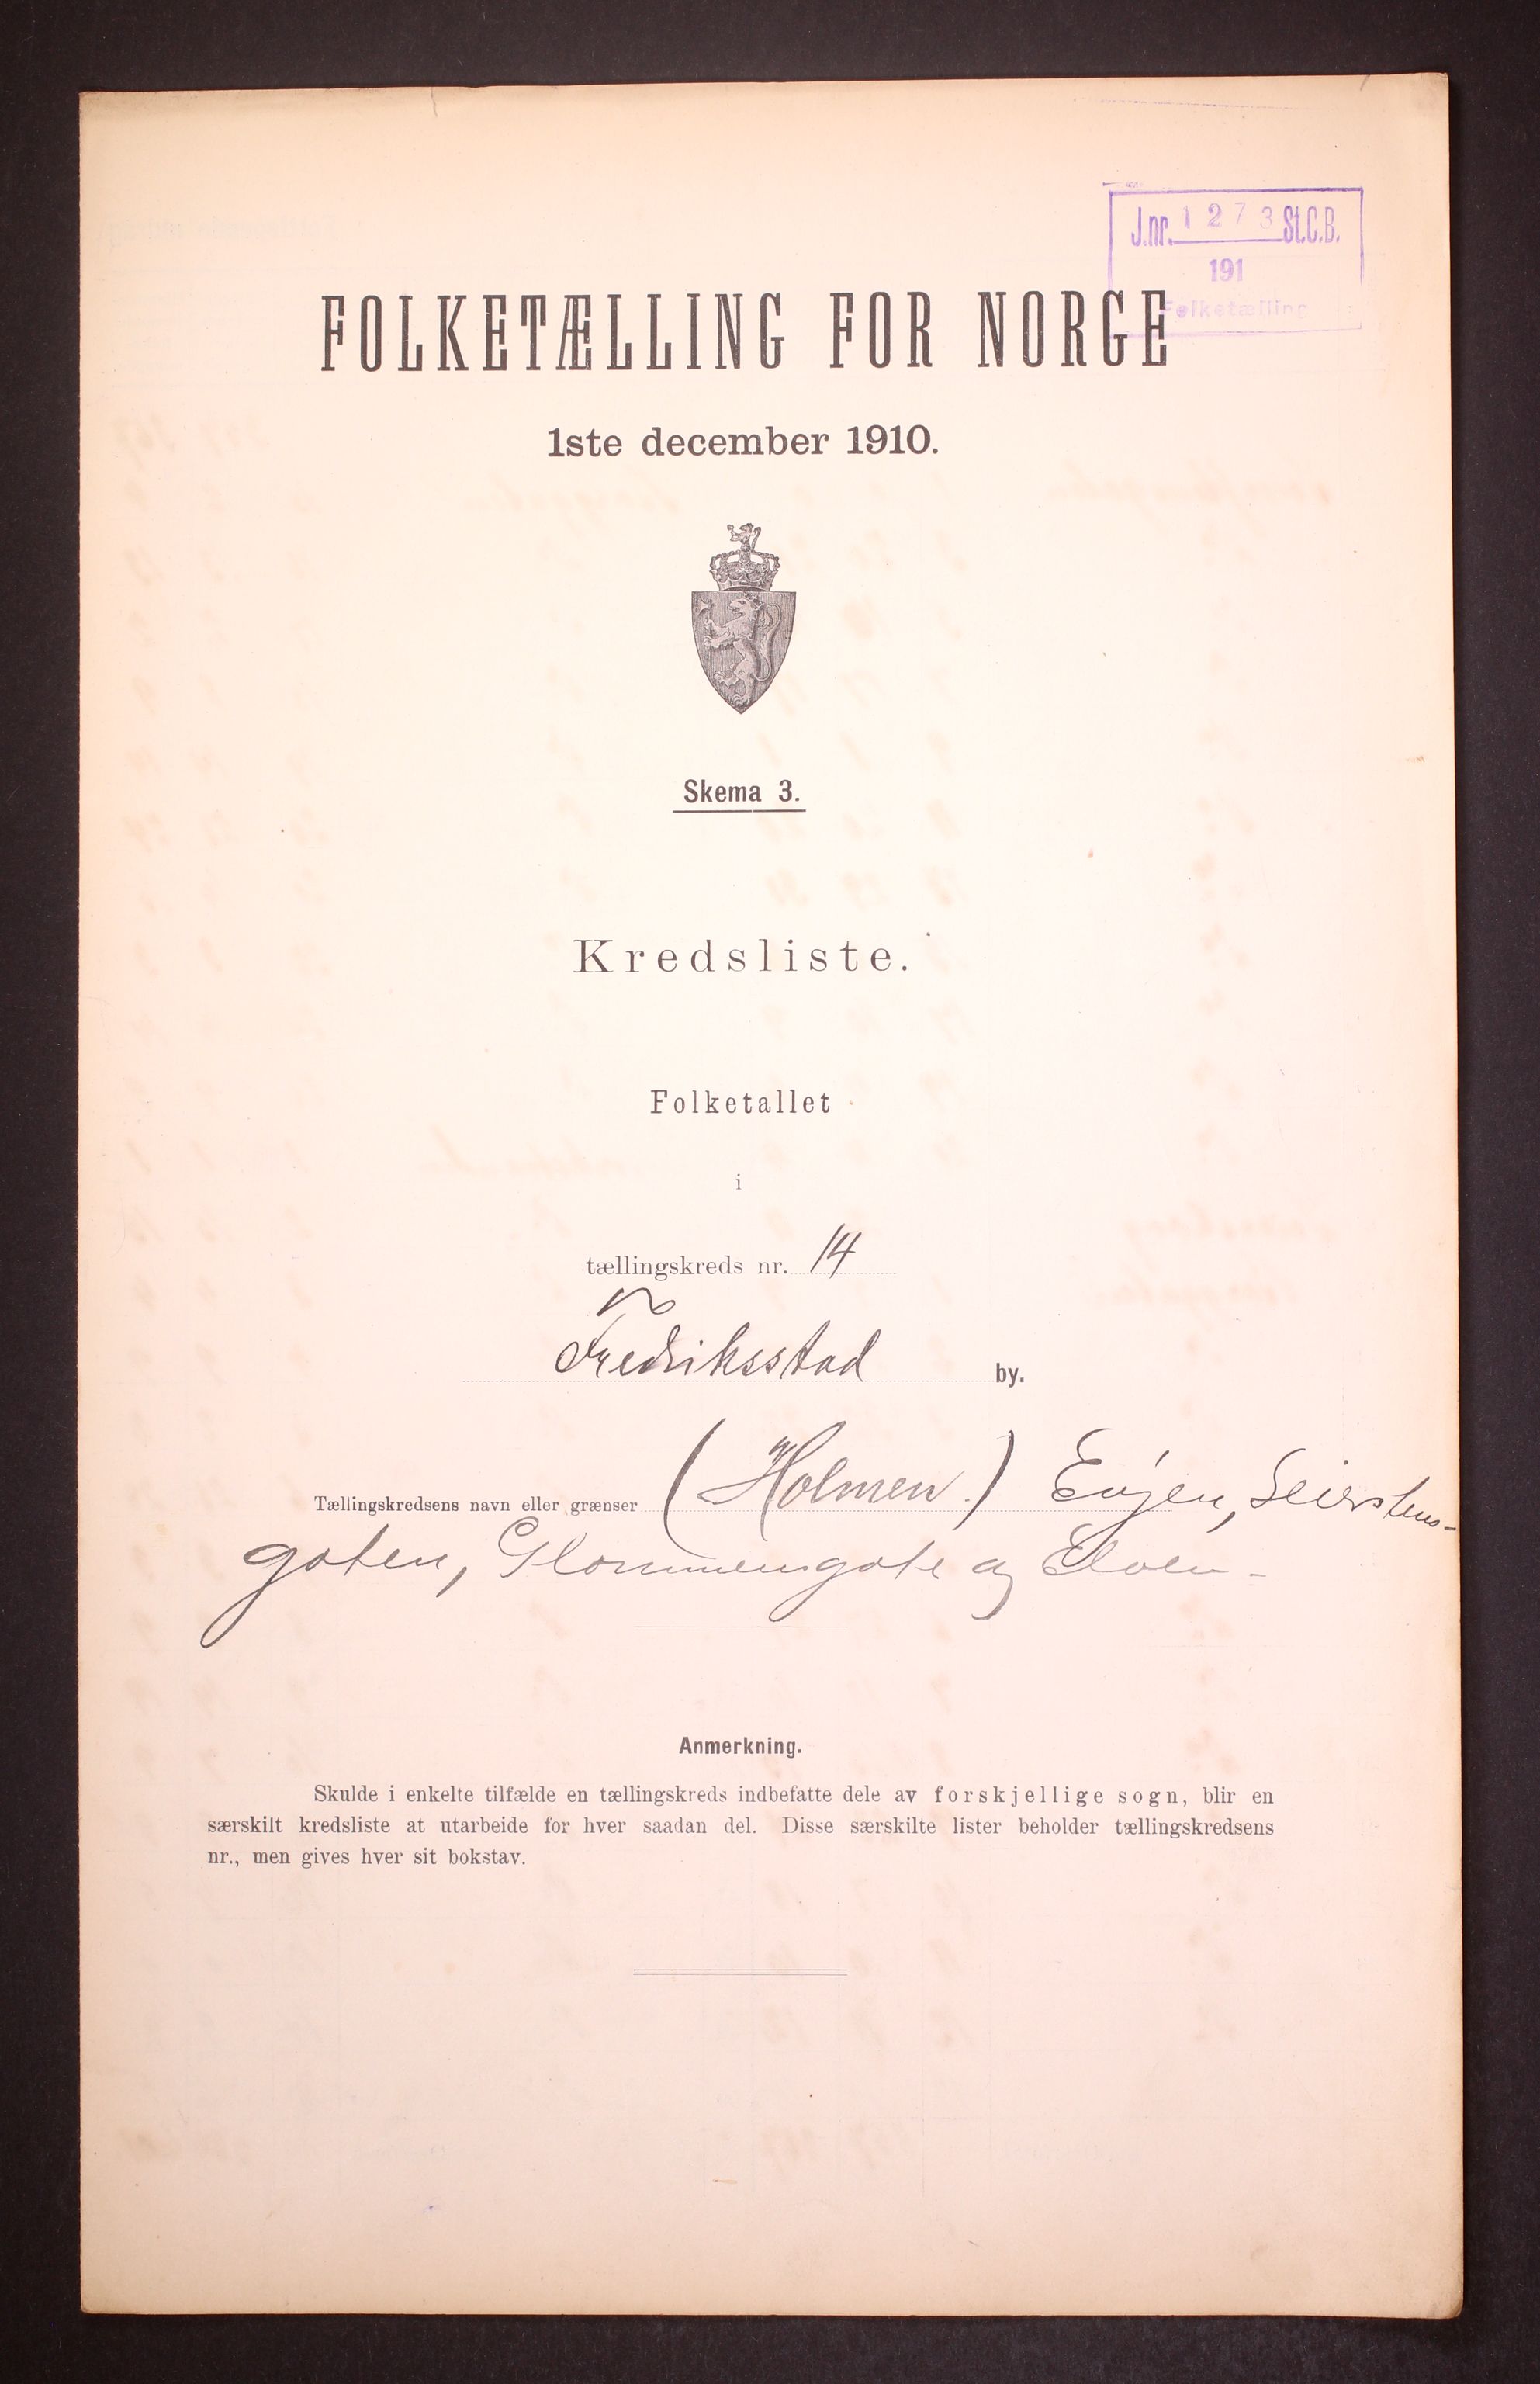 J.nr. 1273 St.C.B.
191
Folketælling
FOLKETÆLLING FOR NORGE
1ste december 1910.
Skema 3.
Kredsliste.
Folketallet
i
tællingskreds nr. 14
Fredriksstad by.
Tællingskredsens navn eller grænser (Holmen.) Enjen, Seierstens-
gaten, Glommengate og Elven.
Anmerkning.
Skulde i enkelte tilfælde en tællingskreds indbefatte dele av forskjellige sogn, blir en
særskilt kredsliste at utarbeide for hver saadan del. Disse særskilte lister beholder tællingskredsens
nr., men gives hver sit bokstav.